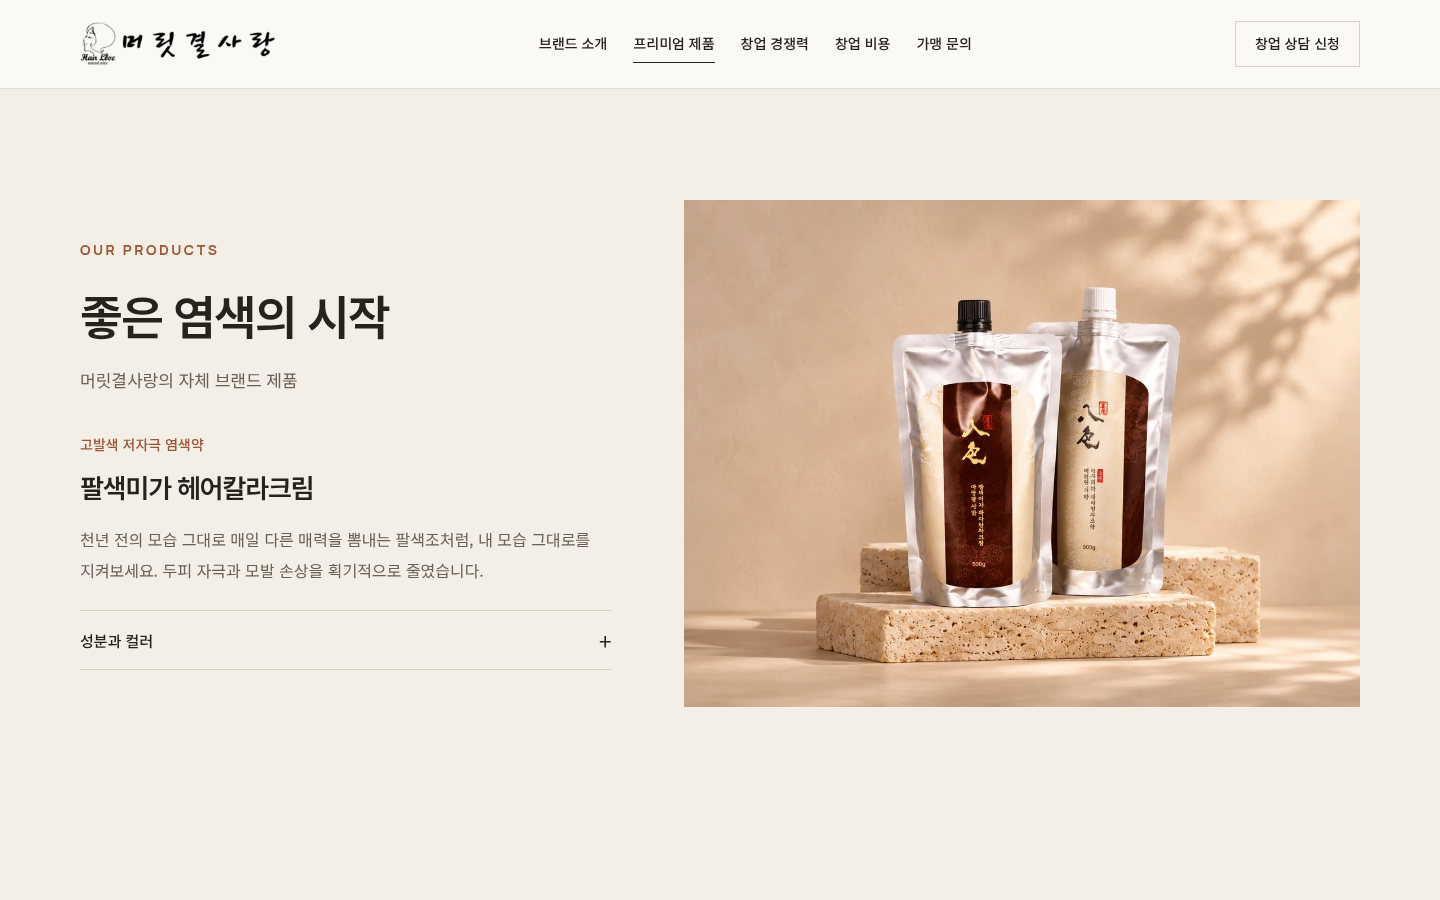 Hair Love
머릿결사랑
브랜드 소개
프리미엄 제품
창업 경쟁력
창업 비용
가맹 문의
창업 상담 신청
OUR PRODUCTS
좋은 염색의 시작
머릿결사랑의 자체 브랜드 제품
고발색 저자극 염색약
팔색미가 헤어칼라크림
천년 전의 모습 그대로 매일 다른 매력을 뽐내는 팔색조처럼, 내 모습 그대로를
지켜보세요. 두피 자극과 모발 손상을 획기적으로 줄였습니다.
성분과 컬러
+
八色
500g
八色
500g